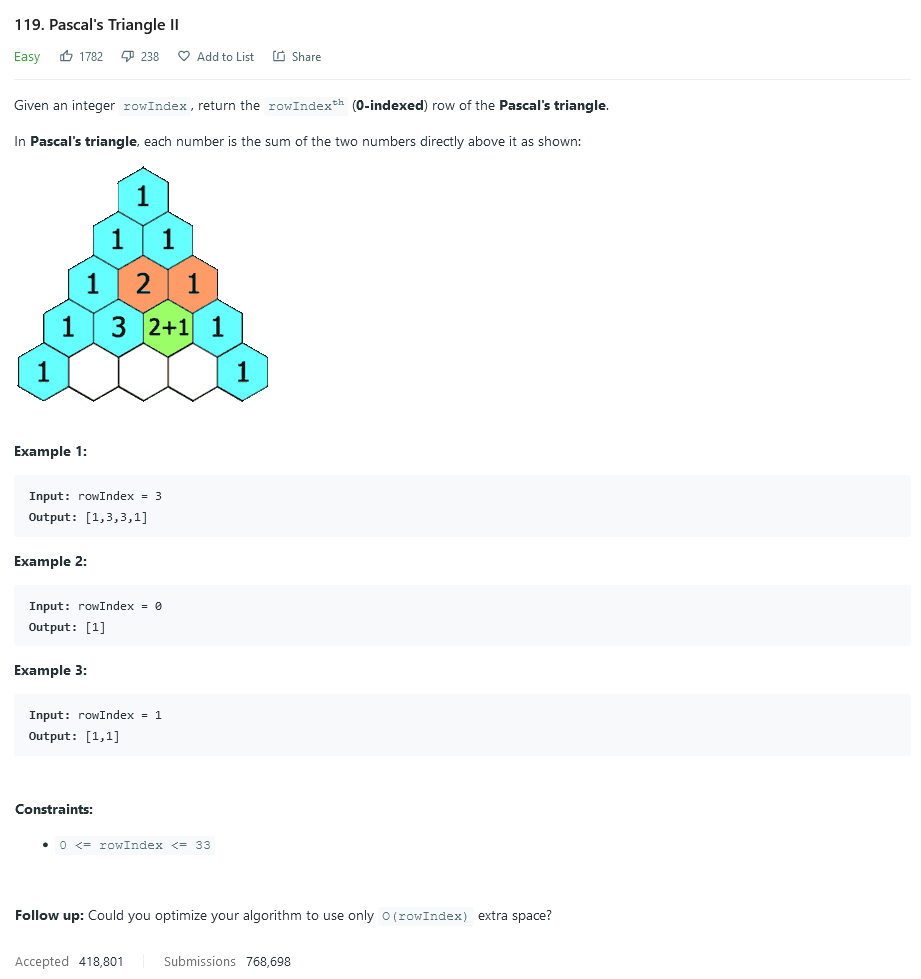 119. Pascal's Triangle II
Easy 1782 238 Add to List Share
Given an integer rowIndex, return the rowIndexᵗʰ (0-indexed) row of the Pascal's triangle.
In Pascal's triangle, each number is the sum of the two numbers directly above it as shown:
1
1 1
1 2 1
1 3 2+1 1
1 1
Example 1:
Input: rowIndex = 3
Output: [1,3,3,1]
Example 2:
Input: rowIndex = 0
Output: [1]
Example 3:
Input: rowIndex = 1
Output: [1,1]
Constraints:
• 0 <= rowIndex <= 33
Follow up: Could you optimize your algorithm to use only O(rowIndex) extra space?
Accepted 418,801 Submissions 768,698